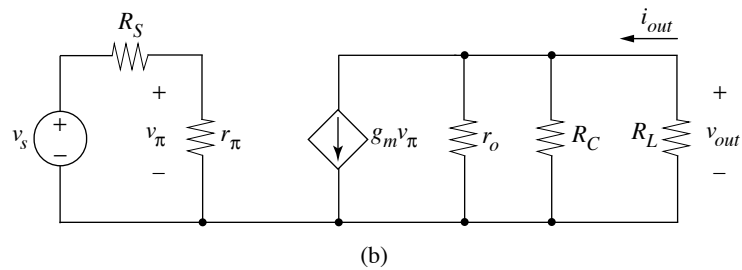 R_S
i_out
+
–
v_s
+
v_π
–
r_π
g_m v_π
r_o
R_C
R_L
+
v_out
–
(b)